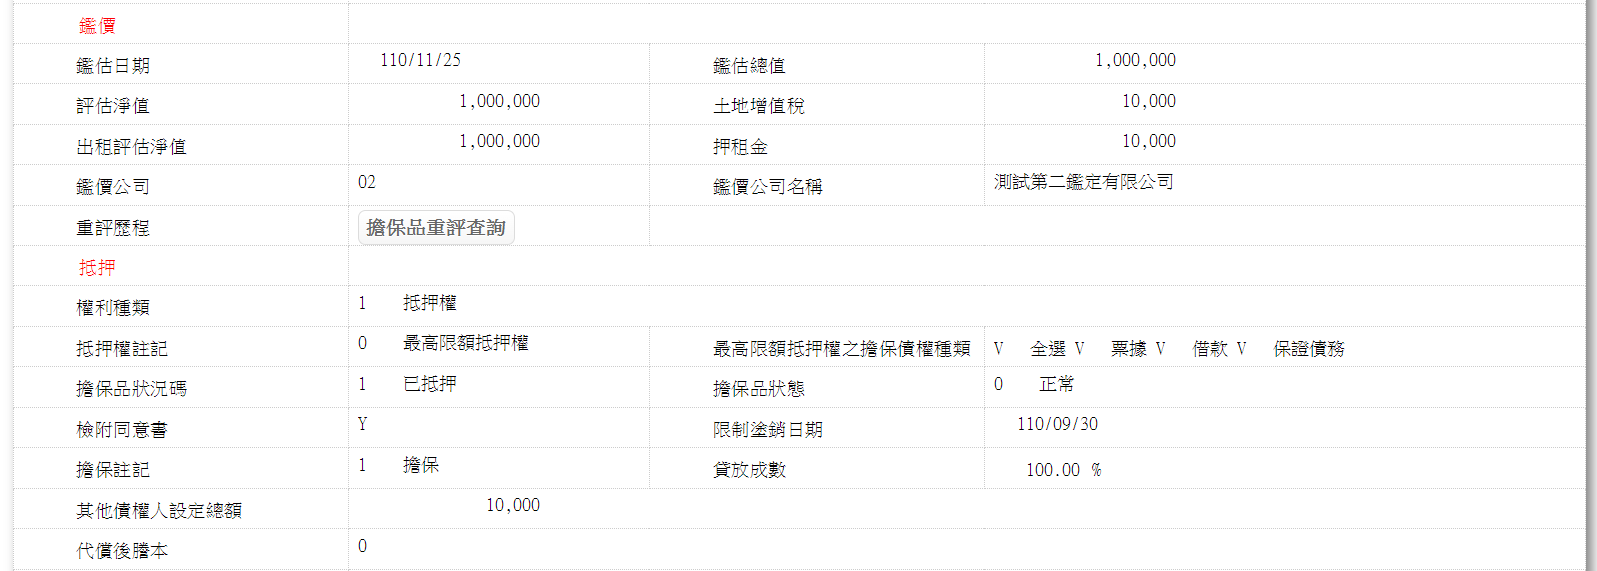 鑑價
鑑估日期 110/11/25 鑑估總值 1,000,000
評估淨值 1,000,000 土地增值稅 10,000
出租評估淨值 1,000,000 押租金 10,000
鑑價公司 02 鑑價公司名稱 測試第二鑑定有限公司
重評歷程 擔保品重評查詢
抵押
權利種類 1 抵押權
抵押權註記 0 最高限額抵押權 最高限額抵押權之擔保債權種類 V 全選 V 票據 V 借款 V 保證債務
擔保品狀況碼 1 已抵押 擔保品狀態 0 正常
檢附同意書 Y 限制塗銷日期 110/09/30
擔保註記 1 擔保 貸放成數 100.00 %
其他債權人設定總額 10,000
代償後謄本 0